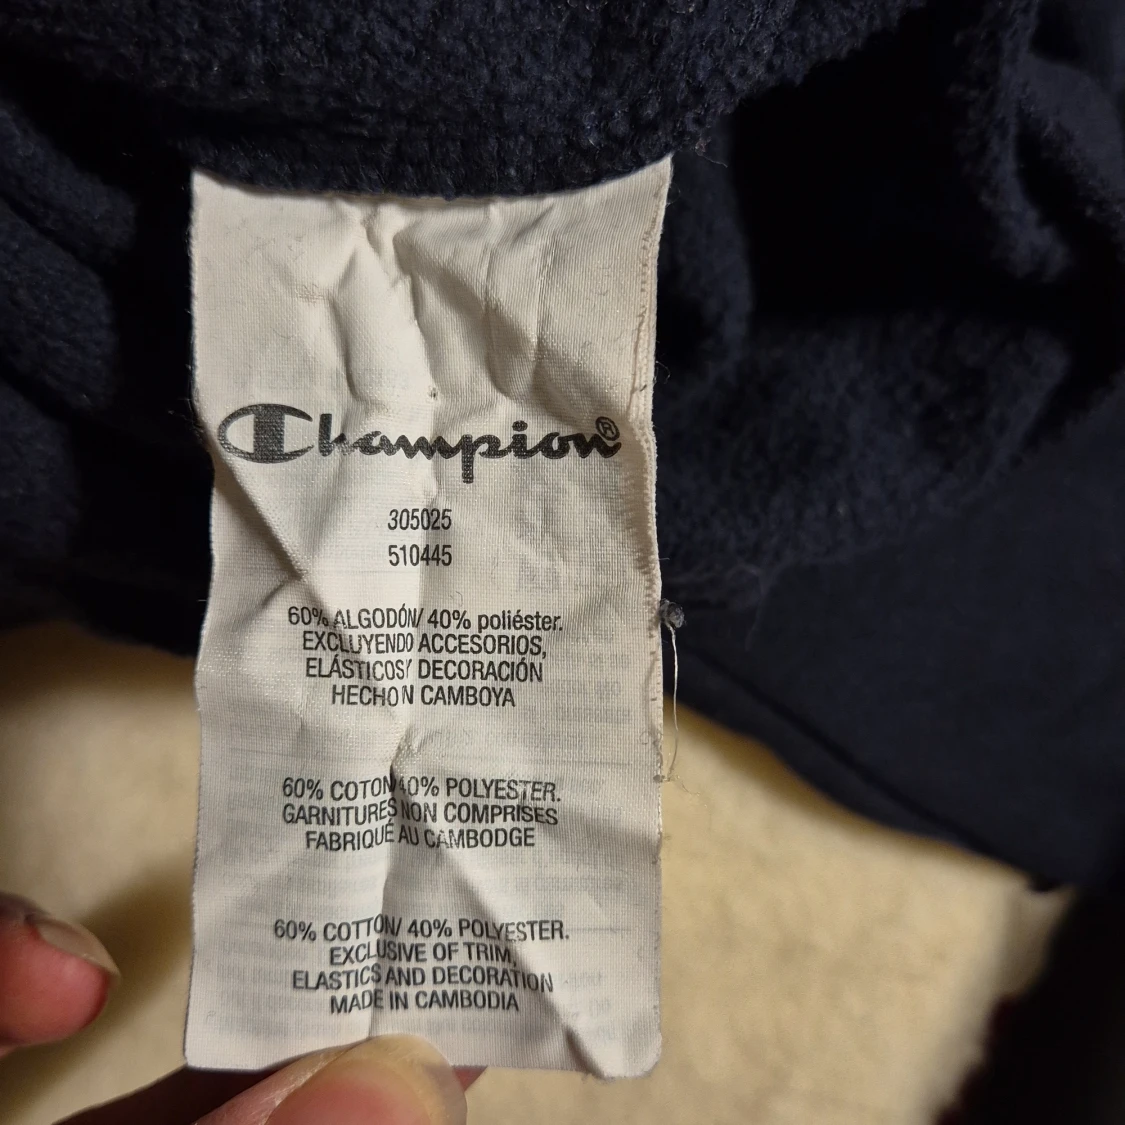 Champion®
305025
510445
60% ALGODÓN/ 40% poliéster.
EXCLUYENDO ACCESORIOS,
ELÁSTICOS Y DECORACIÓN
HECHO N CAMBOYA
60% COTON 40% POLYESTER.
GARNITURES NON COMPRISES
FABRIQUÉ AU CAMBODGE
60% COTTON/ 40% POLYESTER.
EXCLUSIVE OF TRIM,
ELASTICS AND DECORATION
MADE IN CAMBODIA